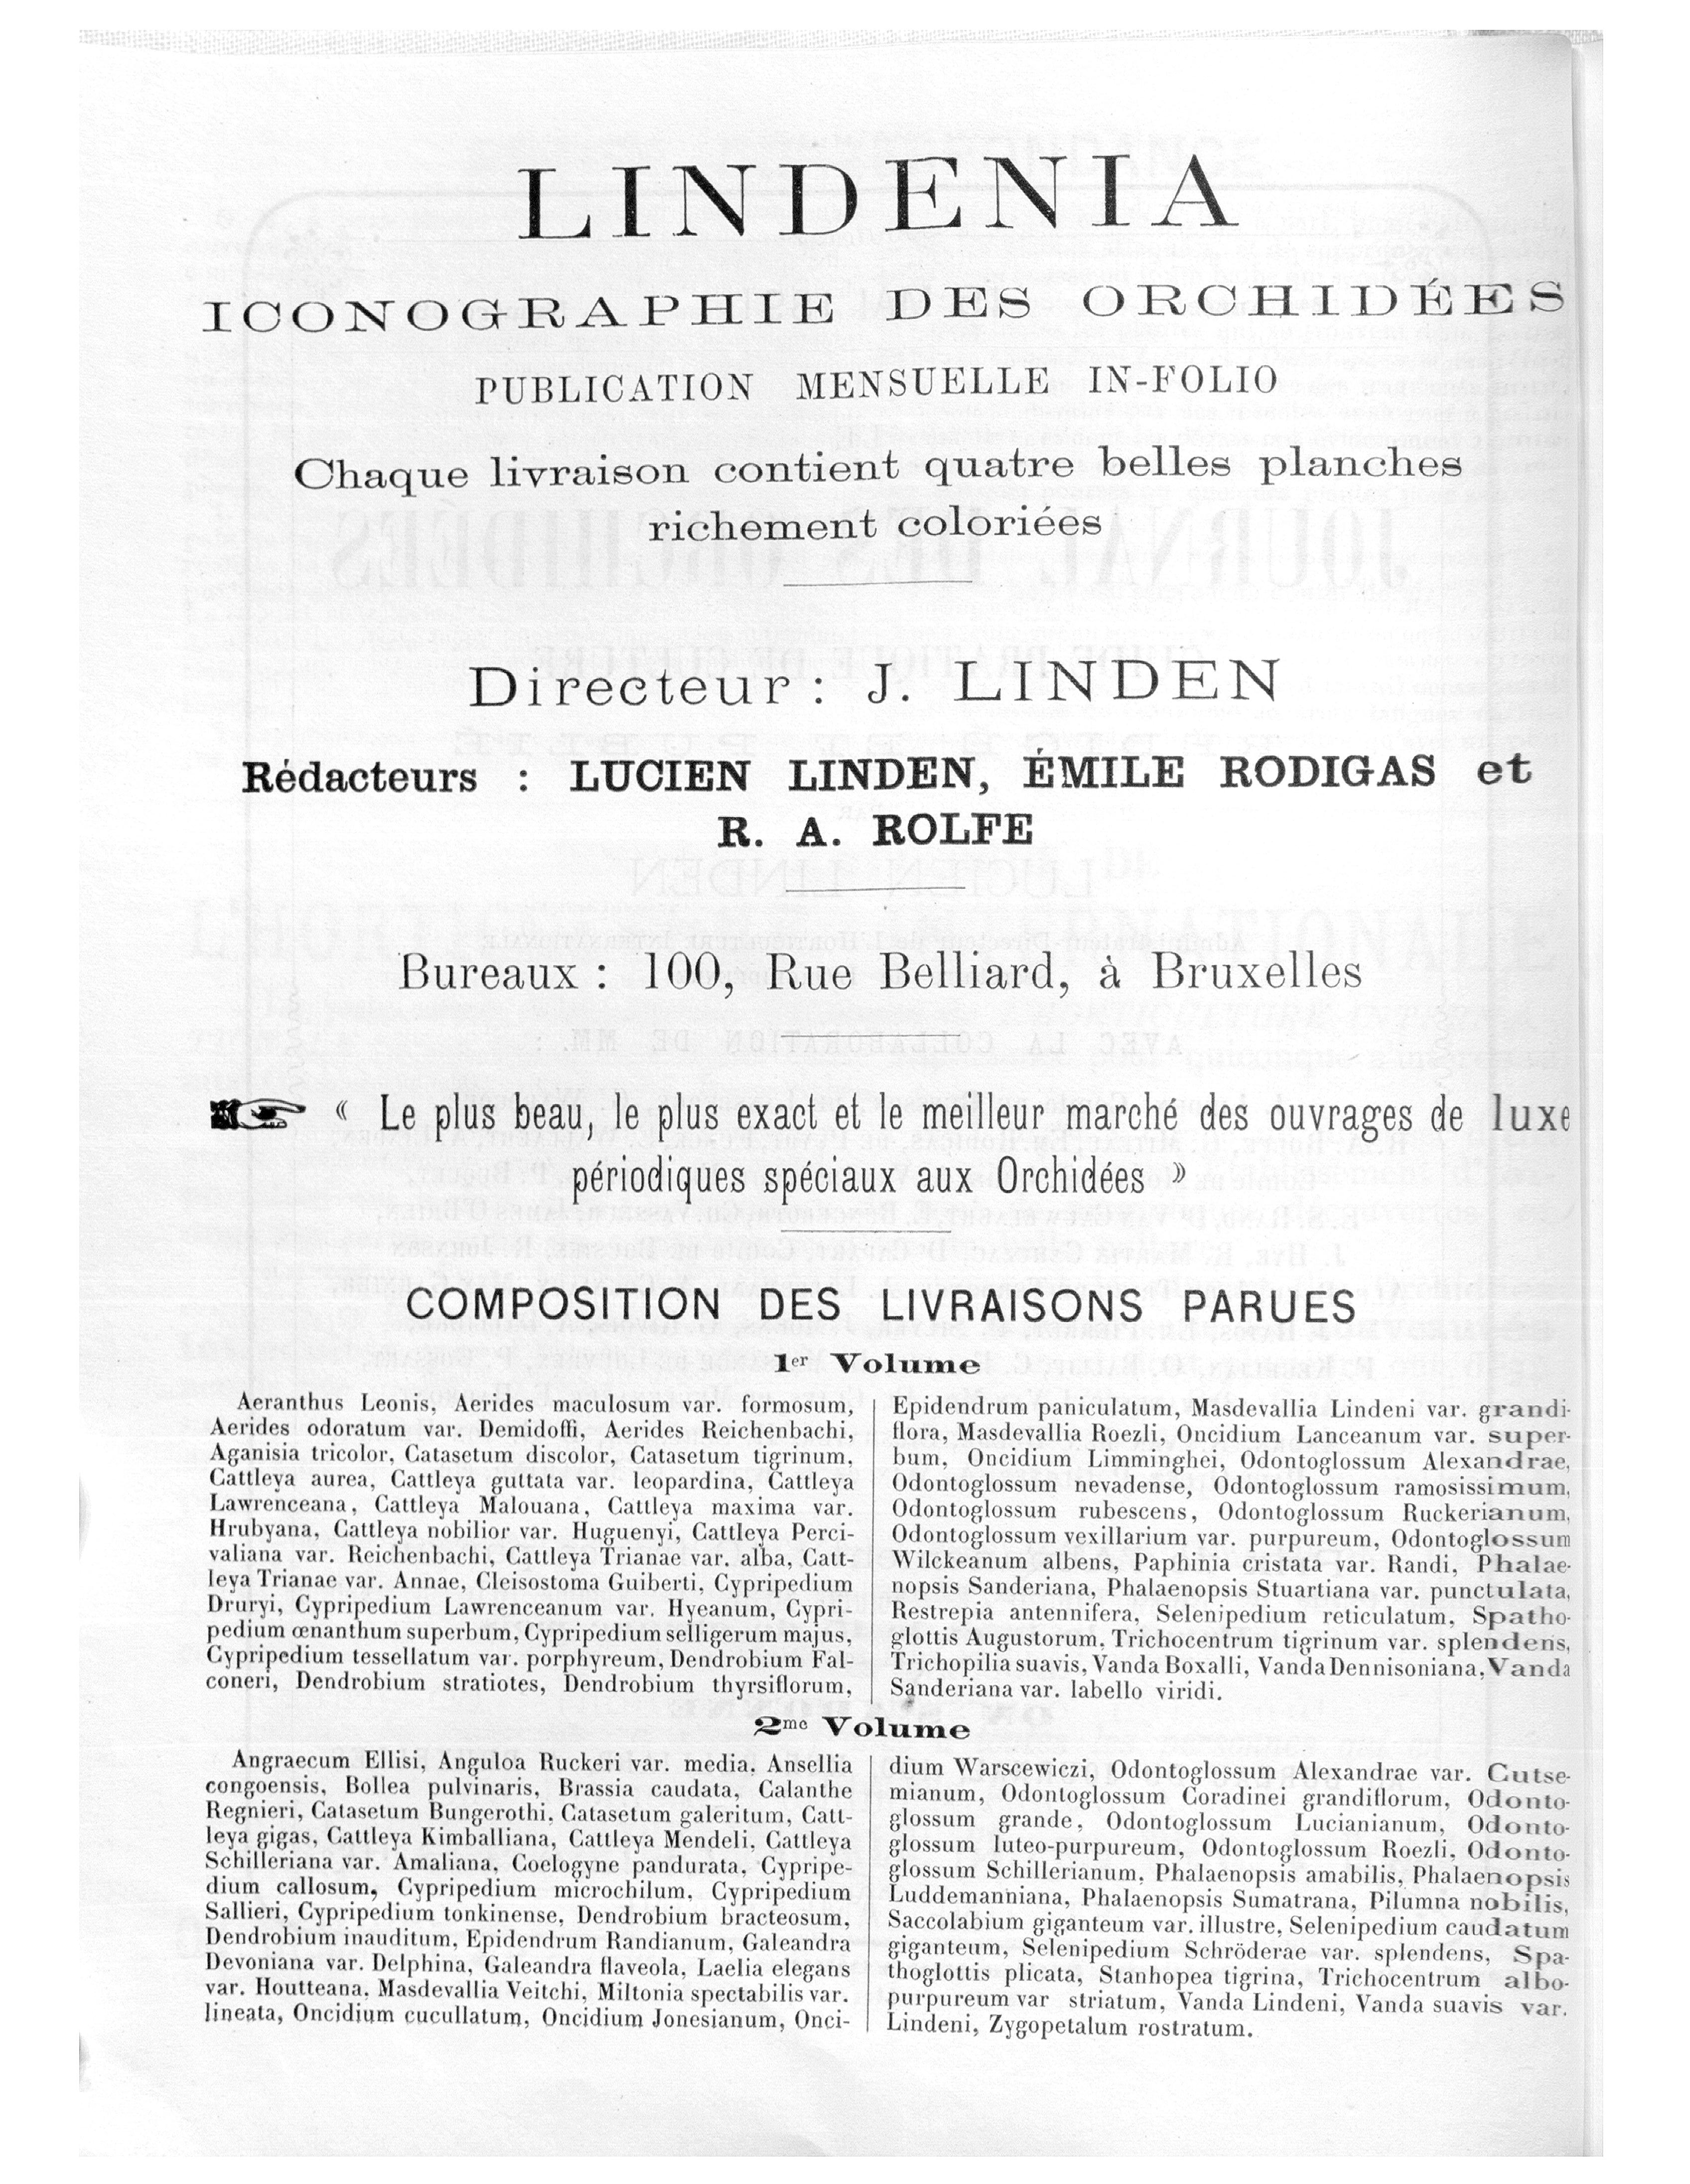 LINDENIA
ICONOGRAPHIE DES ORCHIDÉES
PUBLICATION MENSUELLE IN-FOLIO
Chaque livraison contient quatre belles planches
richement coloriées
Directeur : J. LINDEN
Rédacteurs : LUCIEN LINDEN, ÉMILE RODIGAS et
R. A. ROLFE
Bureaux : 100, Rue Belliard, à Bruxelles
« Le plus beau, le plus exact et le meilleur marché des ouvrages de luxe
périodiques spéciaux aux Orchidées »
COMPOSITION DES LIVRAISONS PARUES
1er Volume
Aeranthus Leonis, Aerides maculosum var. formosum,
Aerides odoratum var. Demidoffi, Aerides Reichenbachi,
Aganisia tricolor, Catasetum discolor, Catasetum tigrinum,
Cattleya aurea, Cattleya guttata var. leopardina, Cattleya
Lawrenceana, Cattleya Malouana, Cattleya maxima var.
Hrubyana, Cattleya nobilior var. Huguenyi, Cattleya Perci-
valiana var. Reichenbachi, Cattleya Trianae var. alba, Catt-
leya Trianae var. Annae, Cleisostoma Guiberti, Cypripedium
Druryi, Cypripedium Lawrenceanum var. Hyeanum, Cypri-
pedium œnanthum superbum, Cypripedium selligerum majus,
Cypripedium tessellatum var. porphyreum, Dendrobium Fal-
coneri, Dendrobium stratiotes, Dendrobium thyrsiflorum,
Epidendrum paniculatum, Masdevallia Lindeni var. grandi-
flora, Masdevallia Roezli, Oncidium Lanceanum var. super-
bum, Oncidium Limminghei, Odontoglossum Alexandrae,
Odontoglossum nevadense, Odontoglossum ramosissimum,
Odontoglossum rubescens, Odontoglossum Ruckerianum,
Odontoglossum vexillarium var. purpureum, Odontoglossum
Wilckeanum albens, Paphinia cristata var. Randi, Phalae-
nopsis Sanderiana, Phalaenopsis Stuartiana var. punctulata,
Restrepia antennifera, Selenipedium reticulatum, Spatho-
glottis Augustorum, Trichocentrum tigrinum var. splendens,
Trichopilia suavis, Vanda Boxalli, Vanda Dennisoniana, Vanda
Sanderiana var. labello viridi.
2me Volume
Angraecum Ellisi, Anguloa Ruckeri var. media, Ansellia
congoensis, Bollea pulvinaris, Brassia caudata, Calanthe
Regnieri, Catasetum Bungerothi, Catasetum galeritum, Catt-
leya gigas, Cattleya Kimballiana, Cattleya Mendeli, Cattleya
Schilleriana var. Amaliana, Coelogyne pandurata, Cypripe-
dium callosum, Cypripedium microchilum, Cypripedium
Sallieri, Cypripedium tonkinense, Dendrobium bracteosum,
Dendrobium inauditum, Epidendrum Randianum, Galeandra
Devoniana var. Delphina, Galeandra flaveola, Laelia elegans
var. Houtteana, Masdevallia Veitchi, Miltonia spectabilis var.
lineata, Oncidium cucullatum, Oncidium Jonesianum, Onci-
dium Warscewiczi, Odontoglossum Alexandrae var. Cutse-
mianum, Odontoglossum Coradinei grandiflorum, Odonto-
glossum grande, Odontoglossum Lucianianum, Odonto-
glossum luteo-purpureum, Odontoglossum Roezli, Odonto-
glossum Schillerianum, Phalaenopsis amabilis, Phalaenopsis
Luddemanniana, Phalaenopsis Sumatrana, Pilumna nobilis,
Saccolabium giganteum var. illustre, Selenipedium caudatum
giganteum, Selenipedium Schröderae var. splendens, Spa-
thoglottis plicata, Stanhopea tigrina, Trichocentrum albo-
purpureum var striatum, Vanda Lindeni, Vanda suavis var.
Lindeni, Zygopetalum rostratum.